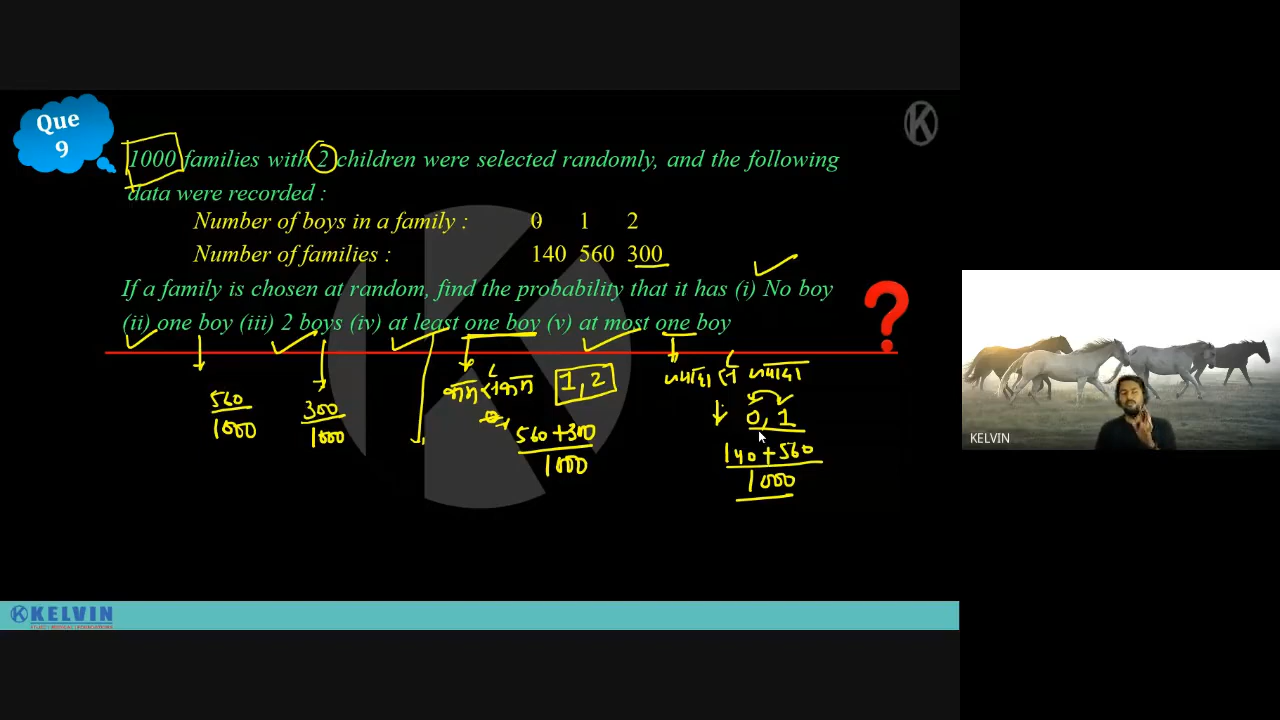 Que
9
1000 families with 2 children were selected randomly, and the following
data were recorded :
Number of boys in a family : 0 1 2
Number of families : 140 560 300
If a family is chosen at random, find the probability that it has (i) No boy
(ii) one boy (iii) 2 boys (iv) at least one boy (v) at most one boy
?
560
1000
300
1000
1, 2
560 + 300
1000
0, 1
140 + 560
1000
KELVIN
KELVIN